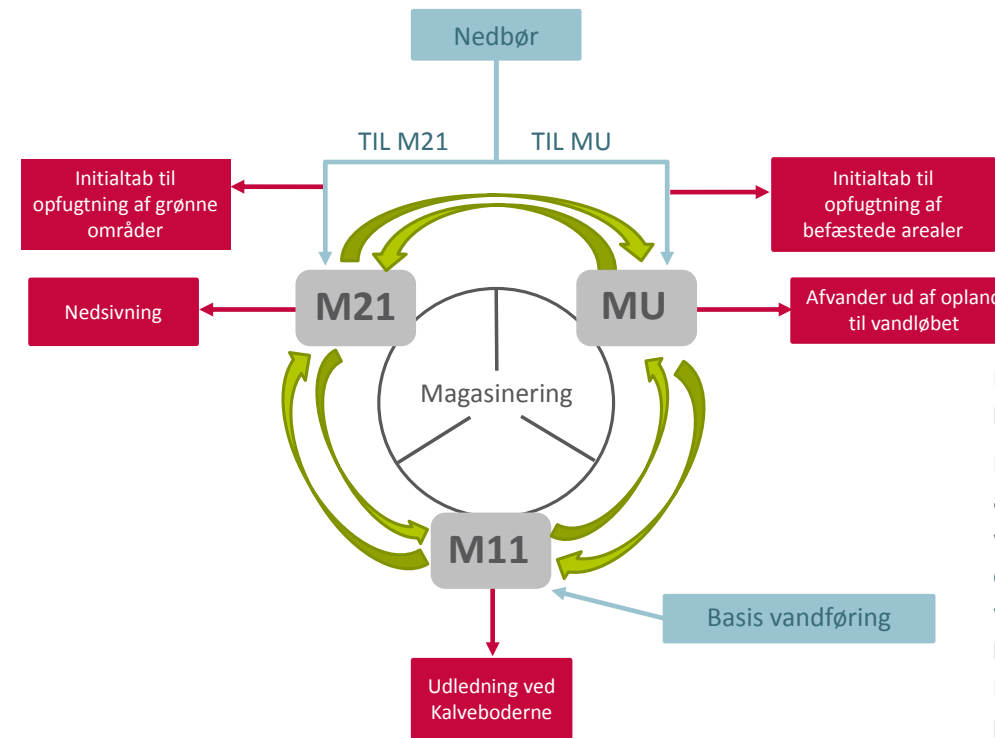 Nedbør
TIL M21
TIL MU
Initialtab til
opfugtning af grønne
områder
Initialtab til
opfugtning af
befæstede arealer
M21
MU
Nedsivning
Afvander ud af opland
til vandløbet
Magasinering
M11
Basis vandføring
Udledning ved
Kalveboderne